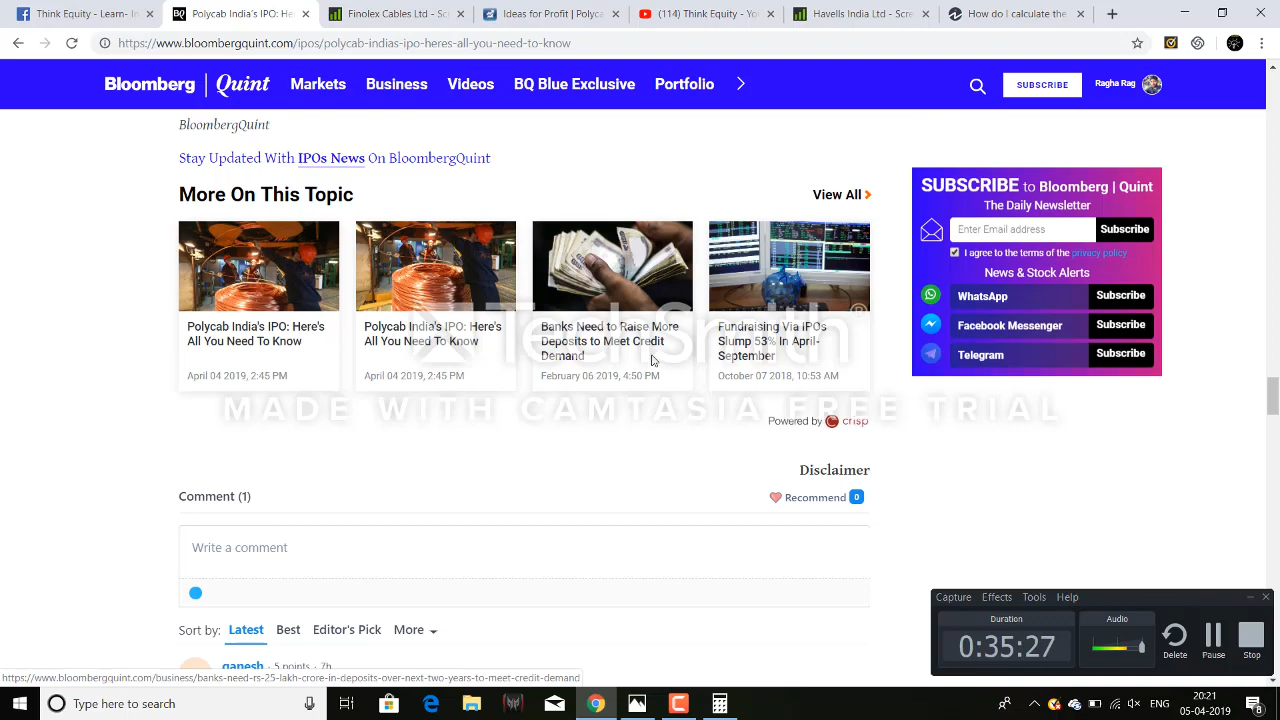 Think Equity - Learn- In
Polycab India's IPO: He
Finolex Cables Ltd - Scr
Ideas for Profit | Polyca
(114) Think Equity - Yo
Havells India Ltd - Scre
How do I calculate the
https://www.bloombergquint.com/ipos/polycab-indias-ipo-heres-all-you-need-to-know
Bloomberg | Quint
Markets
Business
Videos
BQ Blue Exclusive
Portfolio
SUBSCRIBE
Ragha Rag
BloombergQuint
Stay Updated With IPOs News On BloombergQuint
More On This Topic
View All
Polycab India's IPO: Here's
All You Need To Know
April 04 2019, 2:45 PM
Polycab India's IPO: Here's
All You Need To Know
April 04 2019, 2:45 PM
Banks Need to Raise More
Deposits to Meet Credit
Demand
February 06 2019, 4:50 PM
Fundraising Via IPOs
Slump 53% In April-
September
October 07 2018, 10:53 AM
SUBSCRIBE to Bloomberg | Quint
The Daily Newsletter
Enter Email address
Subscribe
I agree to the terms of the privacy policy
News & Stock Alerts
WhatsApp Subscribe
Facebook Messenger Subscribe
Telegram Subscribe
TechSmith®
MADE WITH CAMTASIA FREE TRIAL
Powered by crisp
Disclaimer
Comment (1)
Recommend 0
Write a comment
Sort by: Latest Best Editor's Pick More
ganesh · 5 points · 7h
https://www.bloombergquint.com/business/banks-need-rs-25-lakh-crore-in-deposits-over-next-two-years-to-meet-credit-demand
Capture Effects Tools Help
Duration
0:35:27
Audio
Delete
Pause
Stop
Type here to search
ENG
20:21
05-04-2019
8